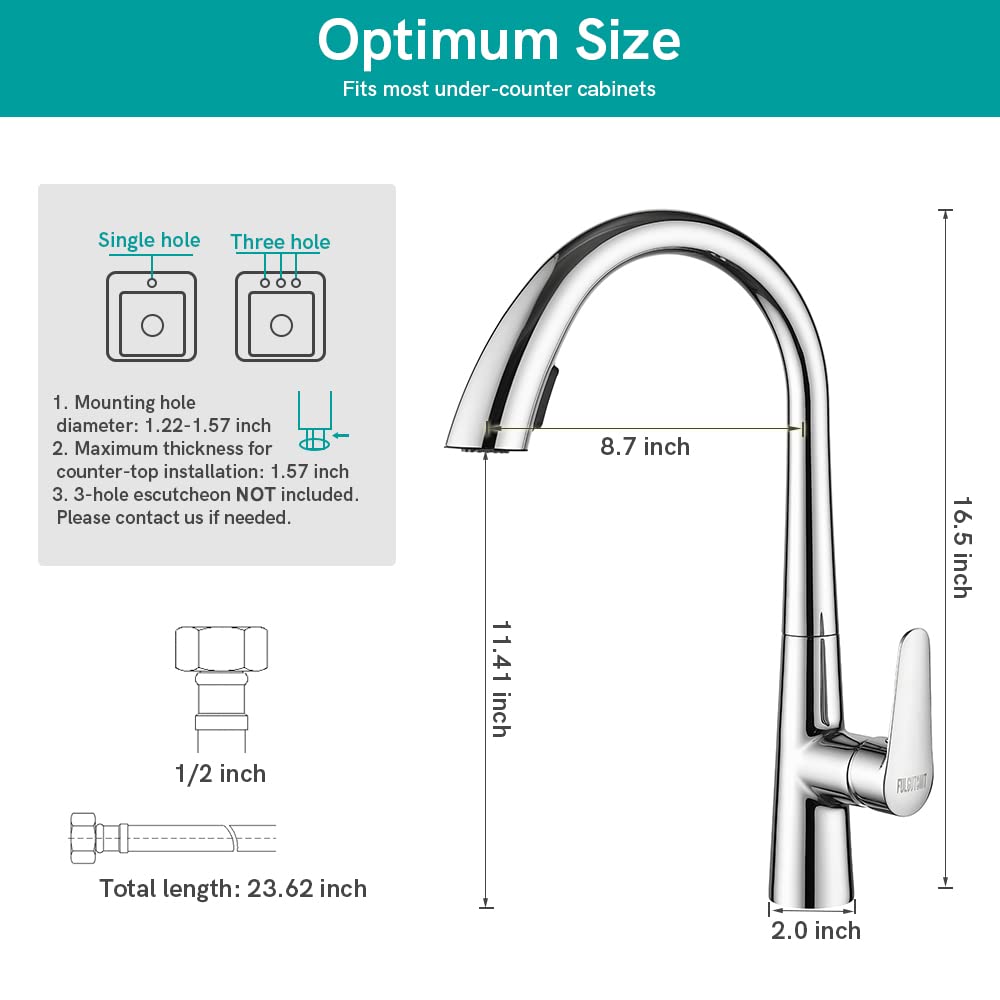 Optimum Size
Fits most under-counter cabinets
Single hole
Three hole
1. Mounting hole
diameter: 1.22-1.57 inch
2. Maximum thickness for
counter-top installation: 1.57 inch
3. 3-hole escutcheon NOT included.
Please contact us if needed.
8.7 inch
16.5 inch
11.41 inch
1/2 inch
Total length: 23.62 inch
2.0 inch